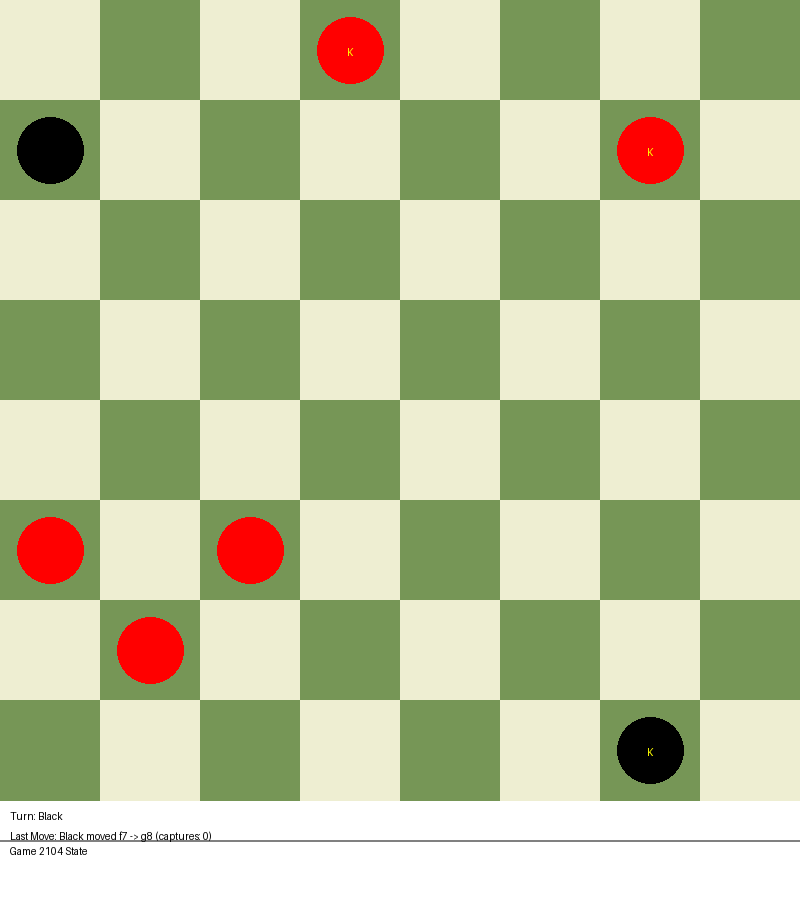 K
K
K
Turn: Black
Last Move: Black moved f7 -> g8 (captures: 0)
Game 2104 State